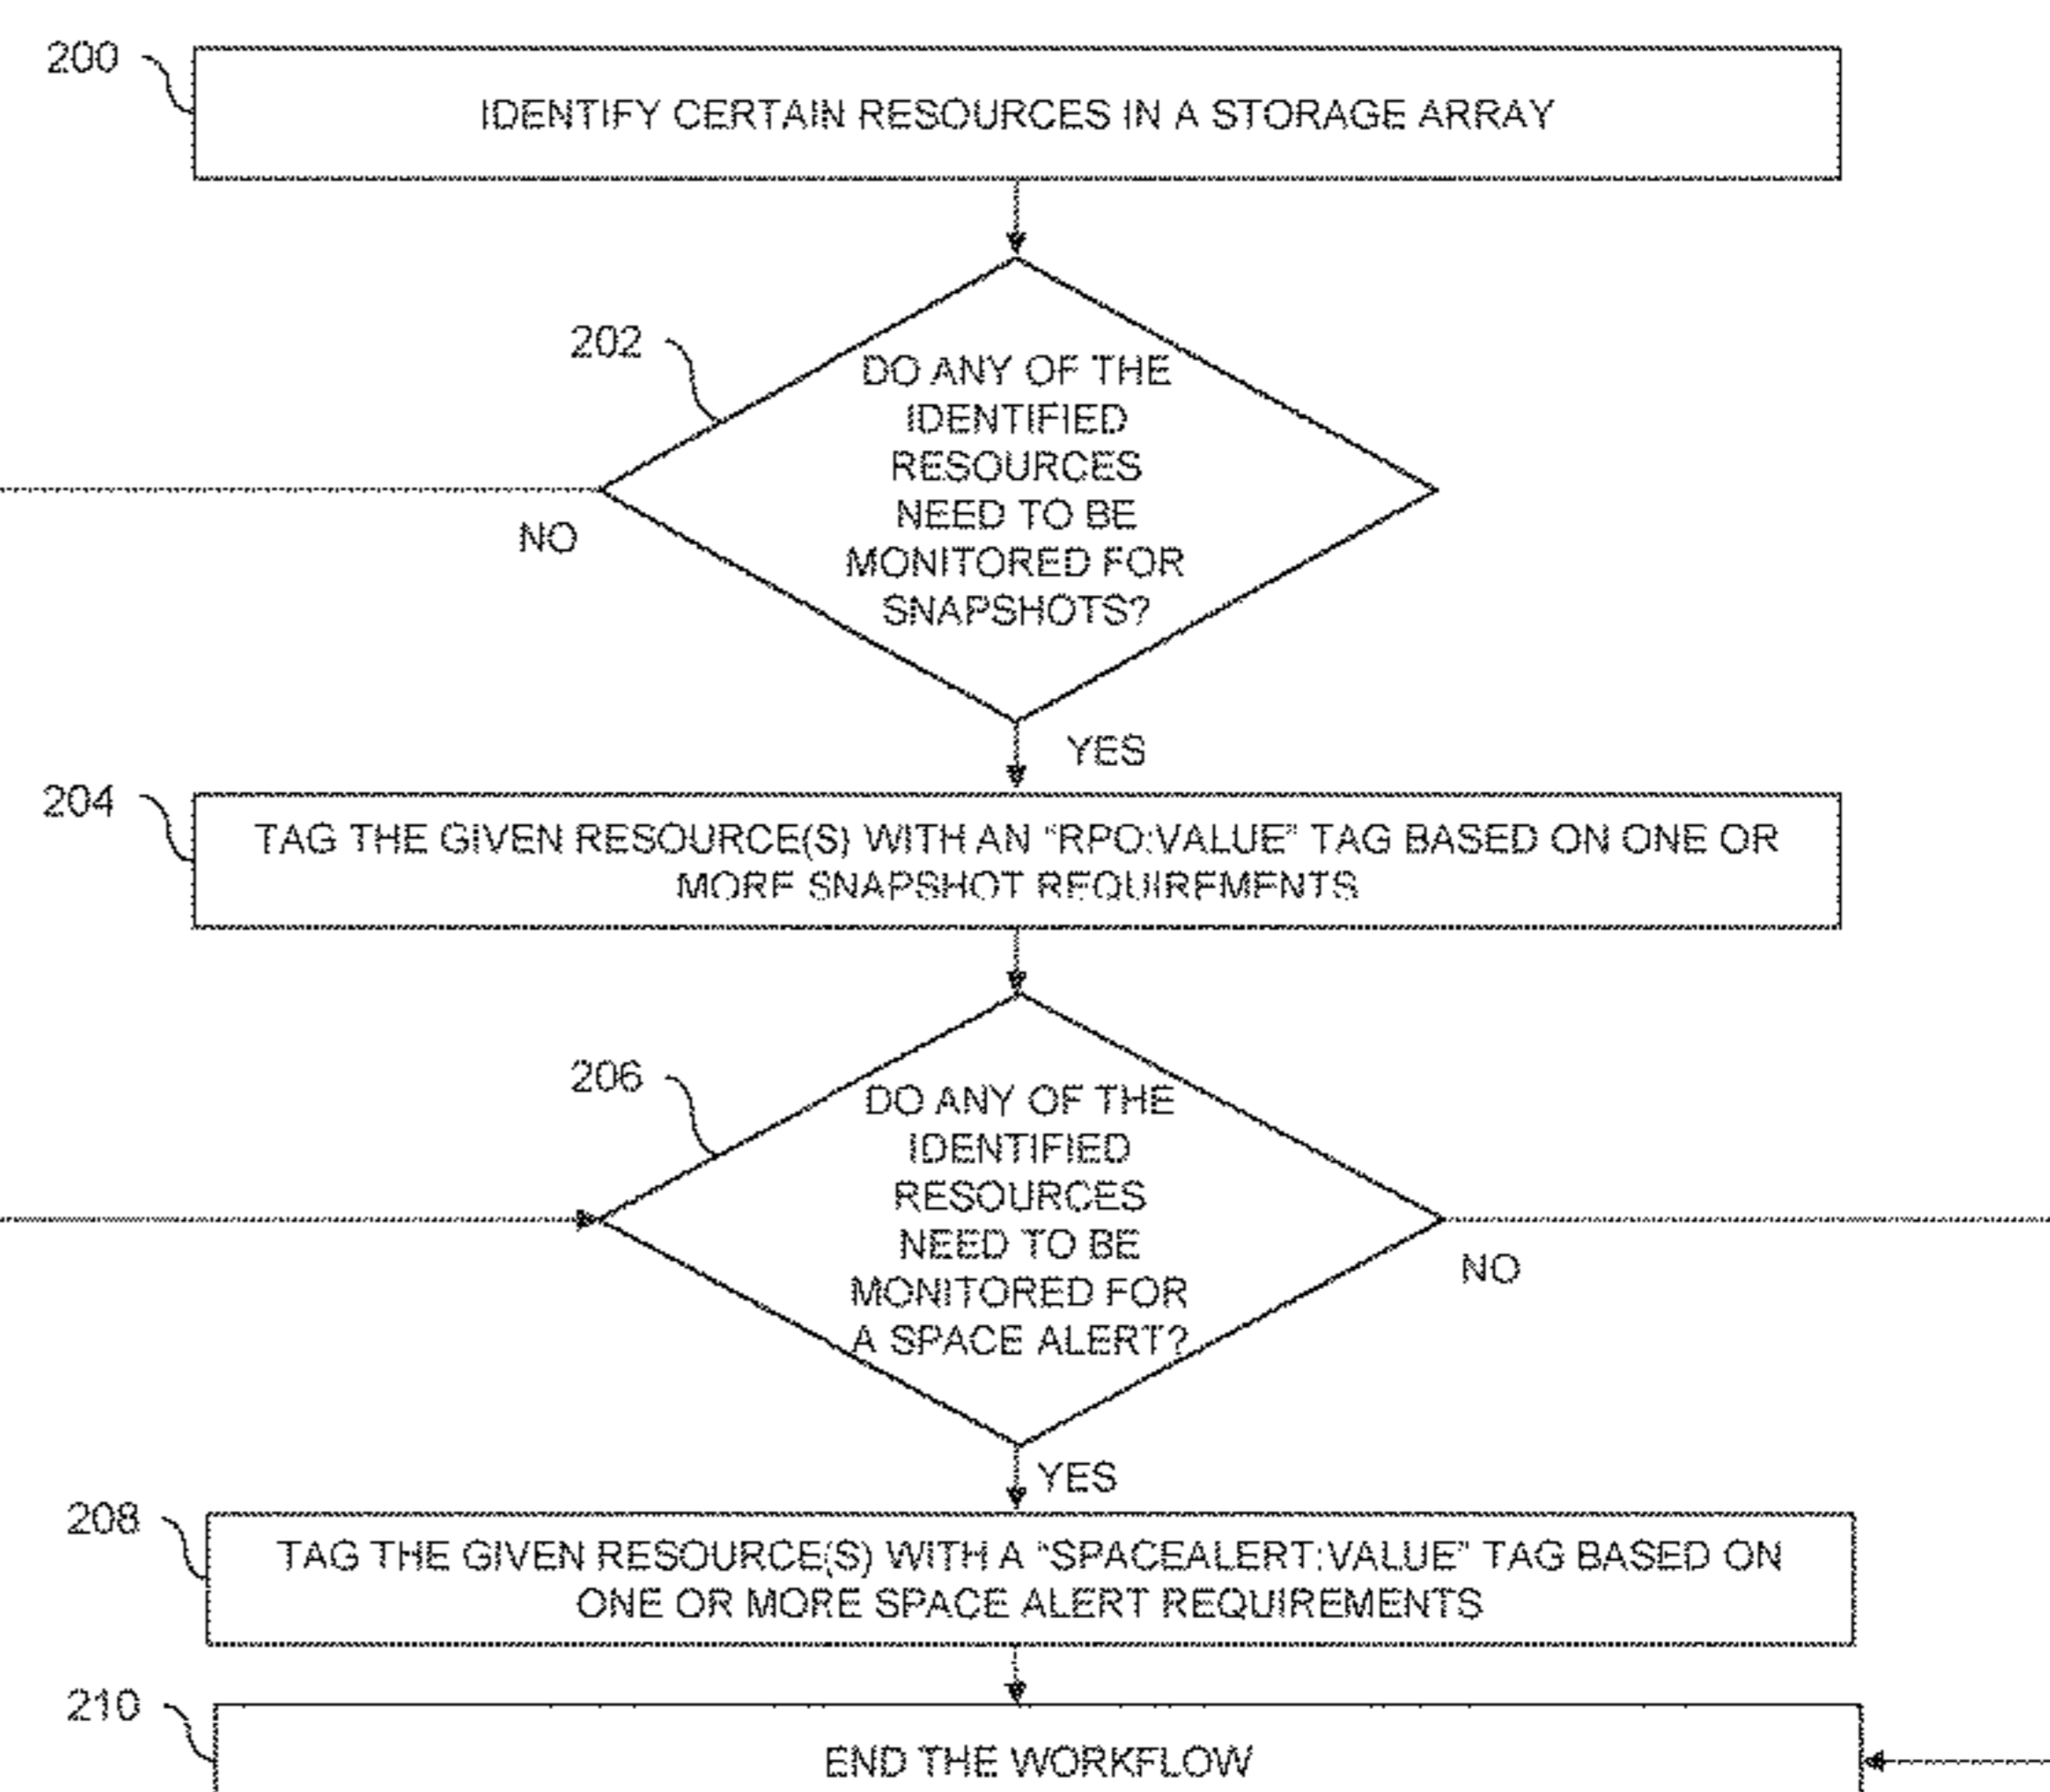 200
IDENTIFY CERTAIN RESOURCES IN A STORAGE ARRAY
202
DO ANY OF THE
IDENTIFIED
RESOURCES
NEED TO BE
MONITORED FOR
SNAPSHOTS?
NO
YES
204
TAG THE GIVEN RESOURCE(S) WITH AN "RPO:VALUE" TAG BASED ON ONE OR
MORE SNAPSHOT REQUIREMENTS
206
DO ANY OF THE
IDENTIFIED
RESOURCES
NEED TO BE
MONITORED FOR
A SPACE ALERT?
NO
YES
208
TAG THE GIVEN RESOURCE(S) WITH A "SPACEALERT:VALUE" TAG BASED ON
ONE OR MORE SPACE ALERT REQUIREMENTS
210
END THE WORKFLOW